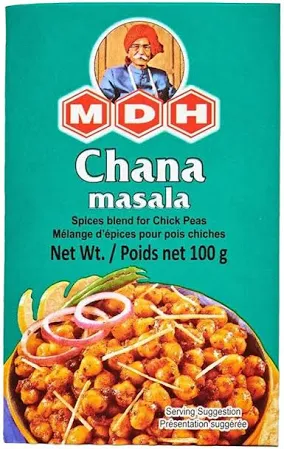 MDH
Chana
masala
Spices blend for Chick Peas
Mélange d'épices pour pois chiches
Net Wt. / Poids net 100 g
Serving Suggestion
Présentation suggérée